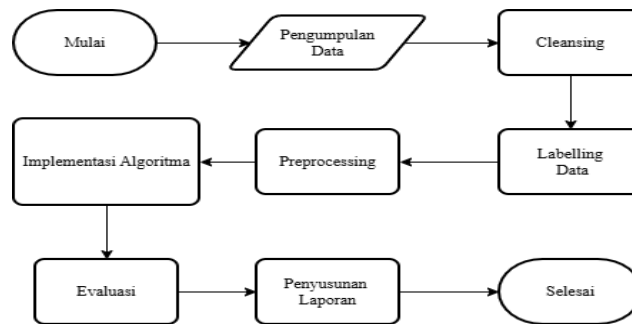 Mulai
Pengumpulan
Data
Cleansing
Labelling
Data
Preprocessing
Implementasi Algoritma
Evaluasi
Penyusunan
Laporan
Selesai